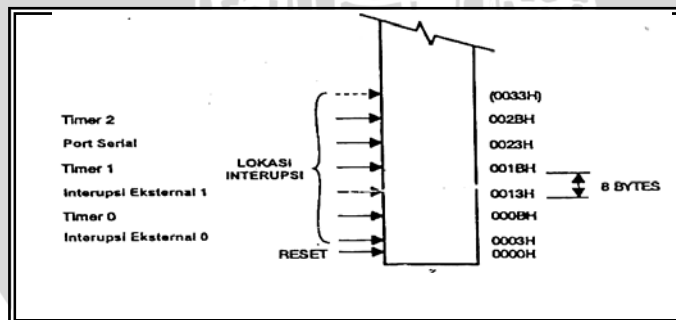 (0033H)
Timer 2 002BH
Port Serial 0023H
Timer 1 001BH
LOKASI INTERUPSI
Interupsi Eksternal 1 0013H
8 BYTES
Timer 0 000BH
Interupsi Eksternal 0 0003H
RESET 0000H